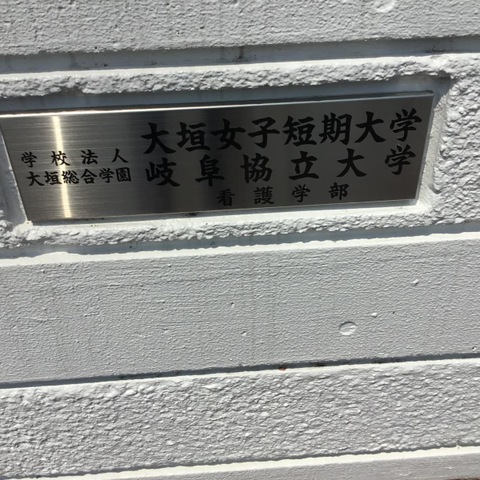 学校法人
大垣総合学園
大垣女子短期大学
岐阜協立大学
看護学部